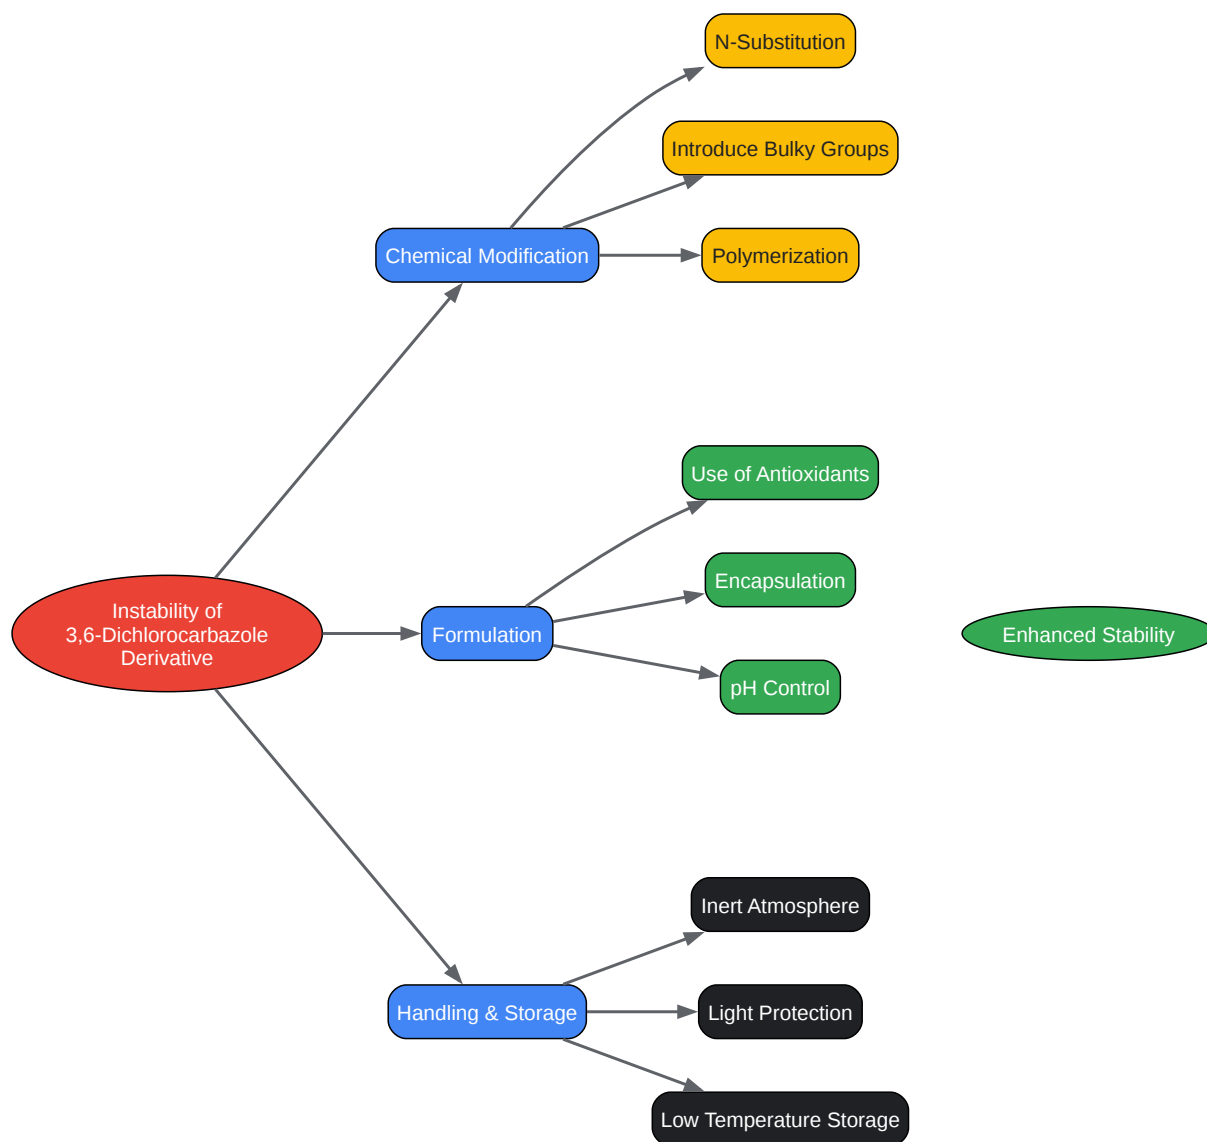 N-Substitution
Introduce Bulky Groups
Chemical Modification
Polymerization
Use of Antioxidants
Encapsulation
Instability of
3,6-Dichlorocarbazole
Derivative
Formulation
Enhanced Stability
pH Control
Inert Atmosphere
Handling & Storage
Light Protection
Low Temperature Storage